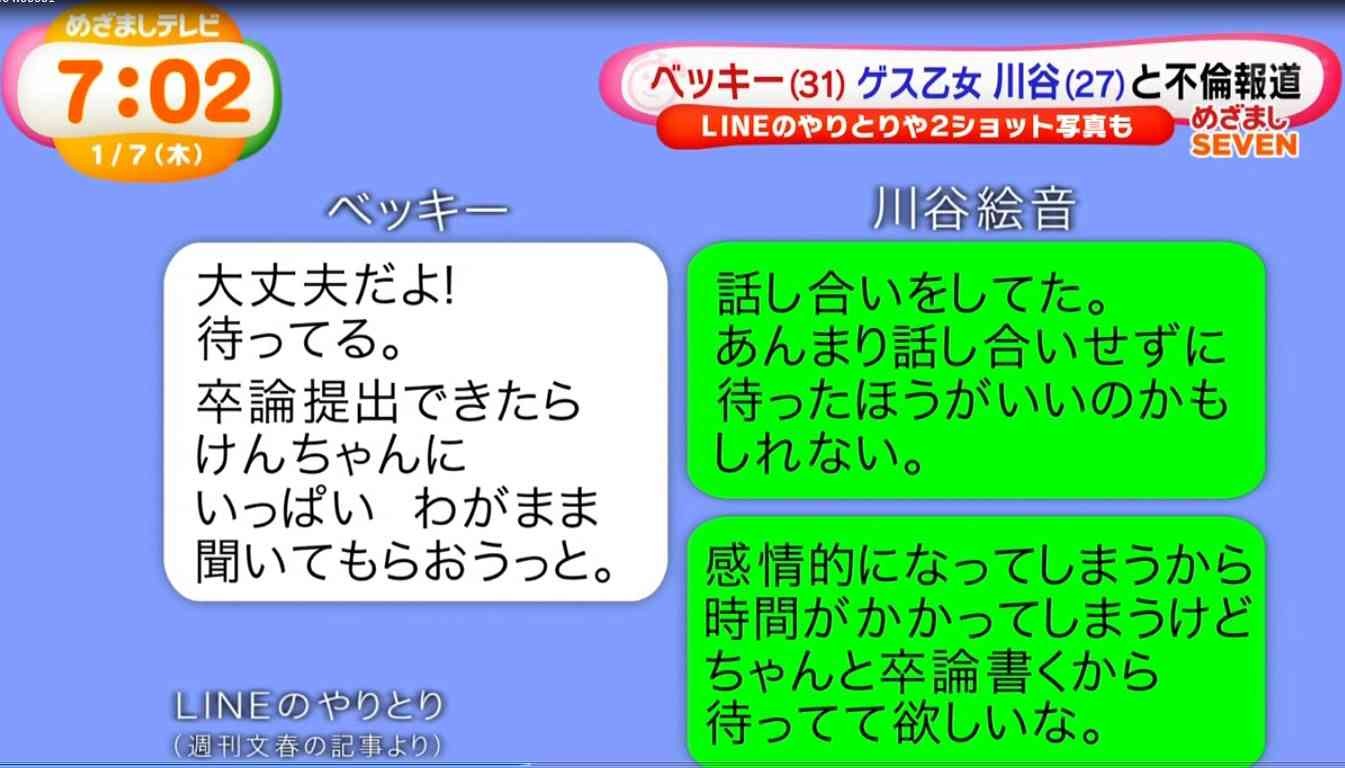 めざましテレビ
7:02
1/7(木)
ベッキー(31) ゲス乙女 川谷(27)と不倫報道
LINEのやりとりや2ショット写真も
めざまし
SEVEN
ベッキー
大丈夫だよ!
待ってる。
卒論提出できたら
けんちゃんに
いっぱい わがまま
聞いてもらおうっと。
川谷絵音
話し合いをしてた。
あんまり話し合いせずに
待ったほうがいいのかも
しれない。
感情的になってしまうから
時間がかかってしまうけど
ちゃんと卒論書くから
待ってて欲しいな。
LINEのやりとり
(週刊文春の記事より)